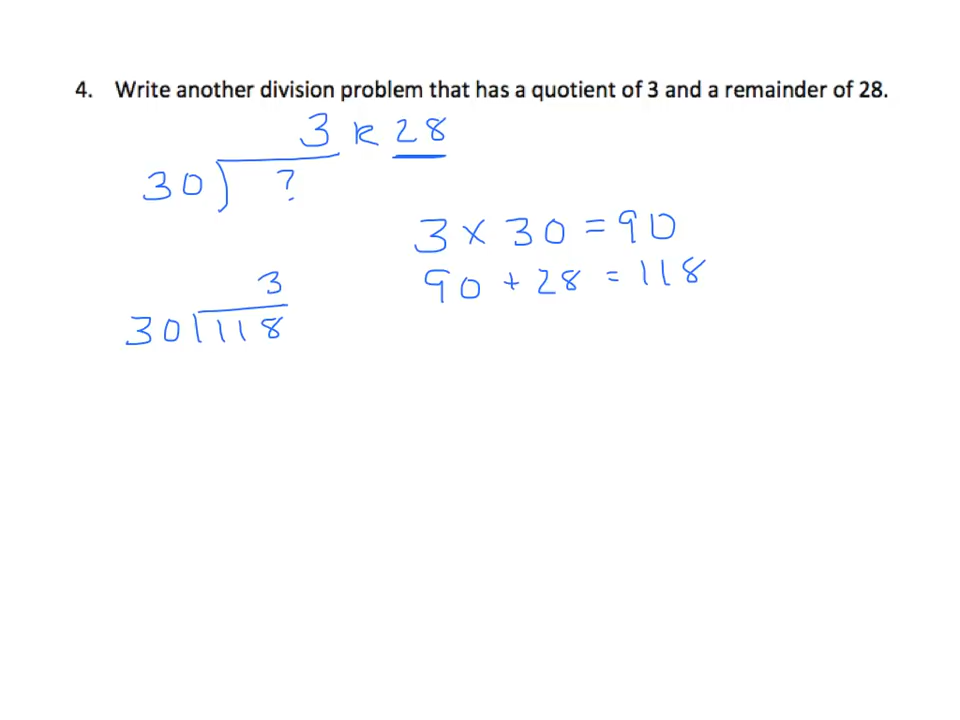 4. Write another division problem that has a quotient of 3 and a remainder of 28.
3 R 28
30) ?
3 x 30 = 90
90 + 28 = 118
3
30)118